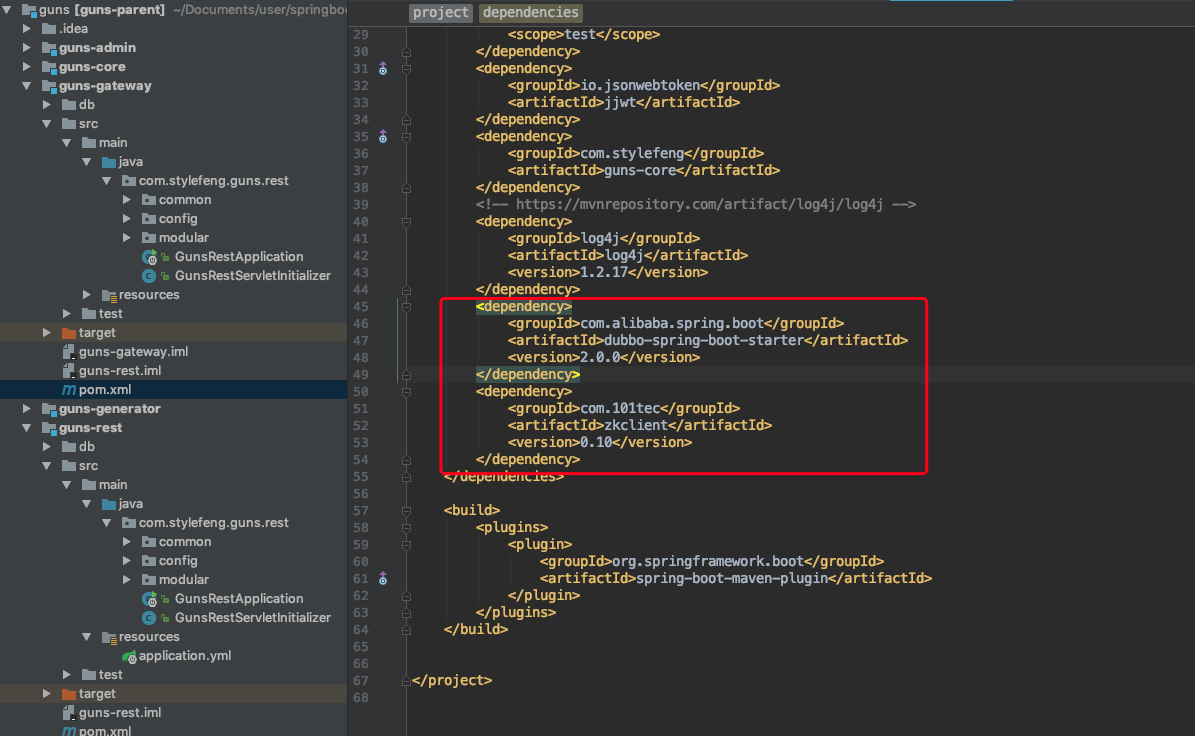 guns [guns-parent] ~/Documents/user/springboo
.idea
guns-admin
guns-core
guns-gateway
db
src
main
java
com.stylefeng.guns.rest
common
config
modular
GunsRestApplication
GunsRestServletInitializer
resources
test
target
guns-gateway.iml
guns-rest.iml
pom.xml
guns-generator
guns-rest
db
src
main
java
com.stylefeng.guns.rest
common
config
modular
GunsRestApplication
GunsRestServletInitializer
resources
application.yml
test
target
guns-rest.iml
pom.xml
project dependencies
29 <scope>test</scope>
30 </dependency>
31 <dependency>
32 <groupId>io.jsonwebtoken</groupId>
33 <artifactId>jjwt</artifactId>
34 </dependency>
35 <dependency>
36 <groupId>com.stylefeng</groupId>
37 <artifactId>guns-core</artifactId>
38 </dependency>
39 <!-- https://mvnrepository.com/artifact/log4j/log4j -->
40 <dependency>
41 <groupId>log4j</groupId>
42 <artifactId>log4j</artifactId>
43 <version>1.2.17</version>
44 </dependency>
45 <dependency>
46 <groupId>com.alibaba.spring.boot</groupId>
47 <artifactId>dubbo-spring-boot-starter</artifactId>
48 <version>2.0.0</version>
49 </dependency>
50 <dependency>
51 <groupId>com.101tec</groupId>
52 <artifactId>zkclient</artifactId>
53 <version>0.10</version>
54 </dependency>
55 </dependencies>
56
57 <build>
58 <plugins>
59 <plugin>
60 <groupId>org.springframework.boot</groupId>
61 <artifactId>spring-boot-maven-plugin</artifactId>
62 </plugin>
63 </plugins>
64 </build>
65
66
67 </project>
68